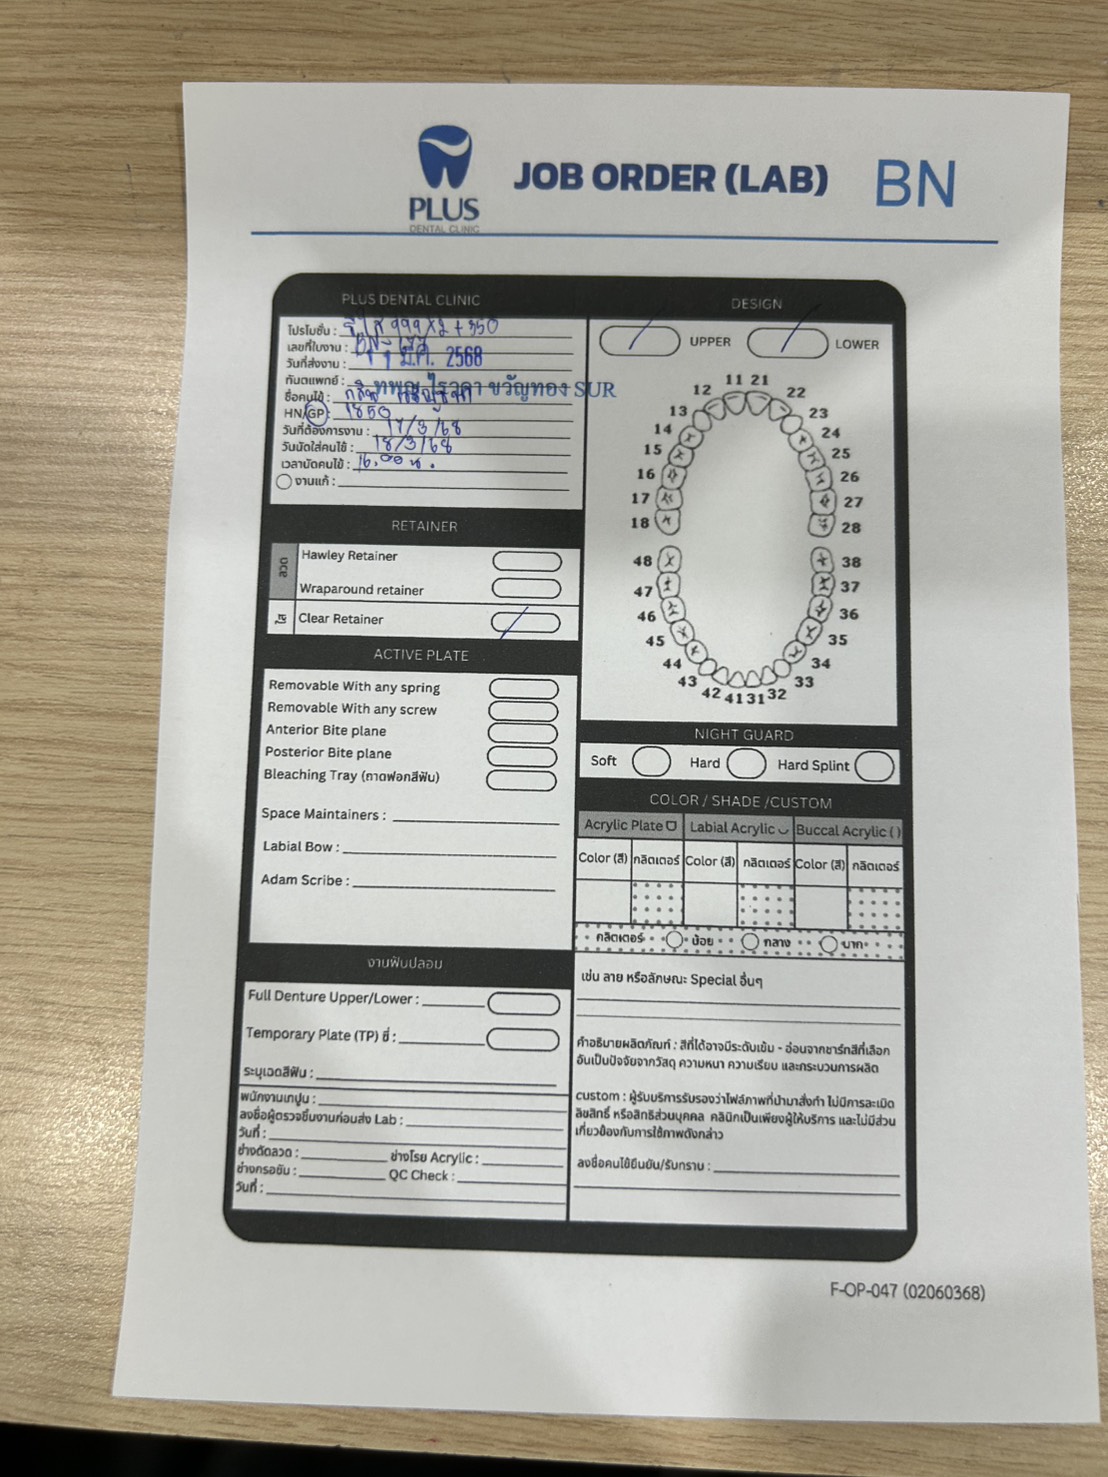 PLUS
DENTAL CLINIC
JOB ORDER (LAB) BN
PLUS DENTAL CLINIC
โปรโมชั่น : รีใส 999x2 + 350
เลขที่ใบงาน : BN-
วันที่ส่งงาน : 11 มี.ค. 2568
ทันตแพทย์ : ขวัญทอง SUR
ชื่อคนไข้ :
HN/GP : 1850
วันที่ต้องการงาน : 17/3/68
วันนัดใส่คนไข้ : 18/3/68
เวลานัดคนไข้ : 16.00 น.
งานแก้ :
DESIGN
UPPER LOWER
11 21
12 22
13 23
14 24
15 25
16 26
17 27
18 28
48 38
47 37
46 36
45 35
44 34
43 33
42 41 31 32
RETAINER
ลวด
Hawley Retainer
Wraparound retainer
ใส
Clear Retainer
ACTIVE PLATE
Removable With any spring
Removable With any screw
Anterior Bite plane
Posterior Bite plane
Bleaching Tray (ถาดฟอกสีฟัน)
Space Maintainers :
Labial Bow :
Adam Scribe :
NIGHT GUARD
Soft Hard Hard Splint
COLOR / SHADE /CUSTOM
Acrylic Plate Labial Acrylic Buccal Acrylic ( )
Color (สี) กลิตเตอร์ Color (สี) กลิตเตอร์ Color (สี) กลิตเตอร์
กลิตเตอร์ น้อย กลาง มาก
งานฟันปลอม
Full Denture Upper/Lower :
Temporary Plate (TP) ซี่ :
ระบุเฉดสีฟัน :
พนักงานเทปูน :
ลงชื่อผู้ตรวจชิ้นงานก่อนส่ง Lab :
วันที่ :
ช่างดัดลวด : ช่างโรย Acrylic :
ช่างกรอขัน : QC Check :
วันที่ :
เช่น ลาย หรือลักษณะ Special อื่นๆ
คำอธิบายผลิตภัณฑ์ : สีที่ได้อาจมีระดับเข้ม - อ่อนจากชาร์ทสีที่เลือก
อันเป็นปัจจัยจากวัสดุ ความหนา ความเรียบ และกระบวนการผลิต
custom : ผู้รับบริการรับรองว่าไฟล์ภาพที่นำมาสั่งทำ ไม่มีการละเมิด
ลิขสิทธิ์ หรือสิทธิส่วนบุคคล คลินิกเป็นเพียงผู้ให้บริการ และไม่มีส่วน
เกี่ยวข้องกับการใช้ภาพดังกล่าว
ลงชื่อคนไข้ยืนยัน/รับทราบ :
F-OP-047 (02060368)